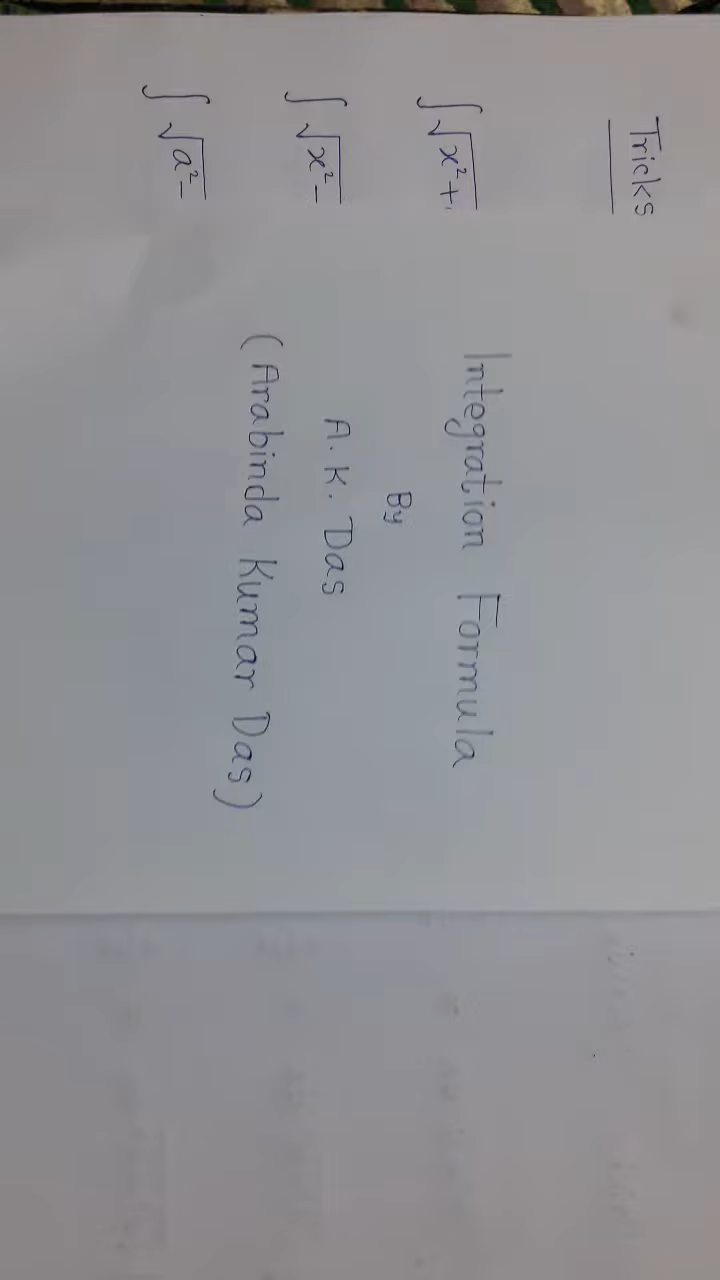 Tricks
∫ √x²+
∫ √x²-
∫ √a²-
Integration Formula
By
A. K. Das
(Arabinda Kumar Das)